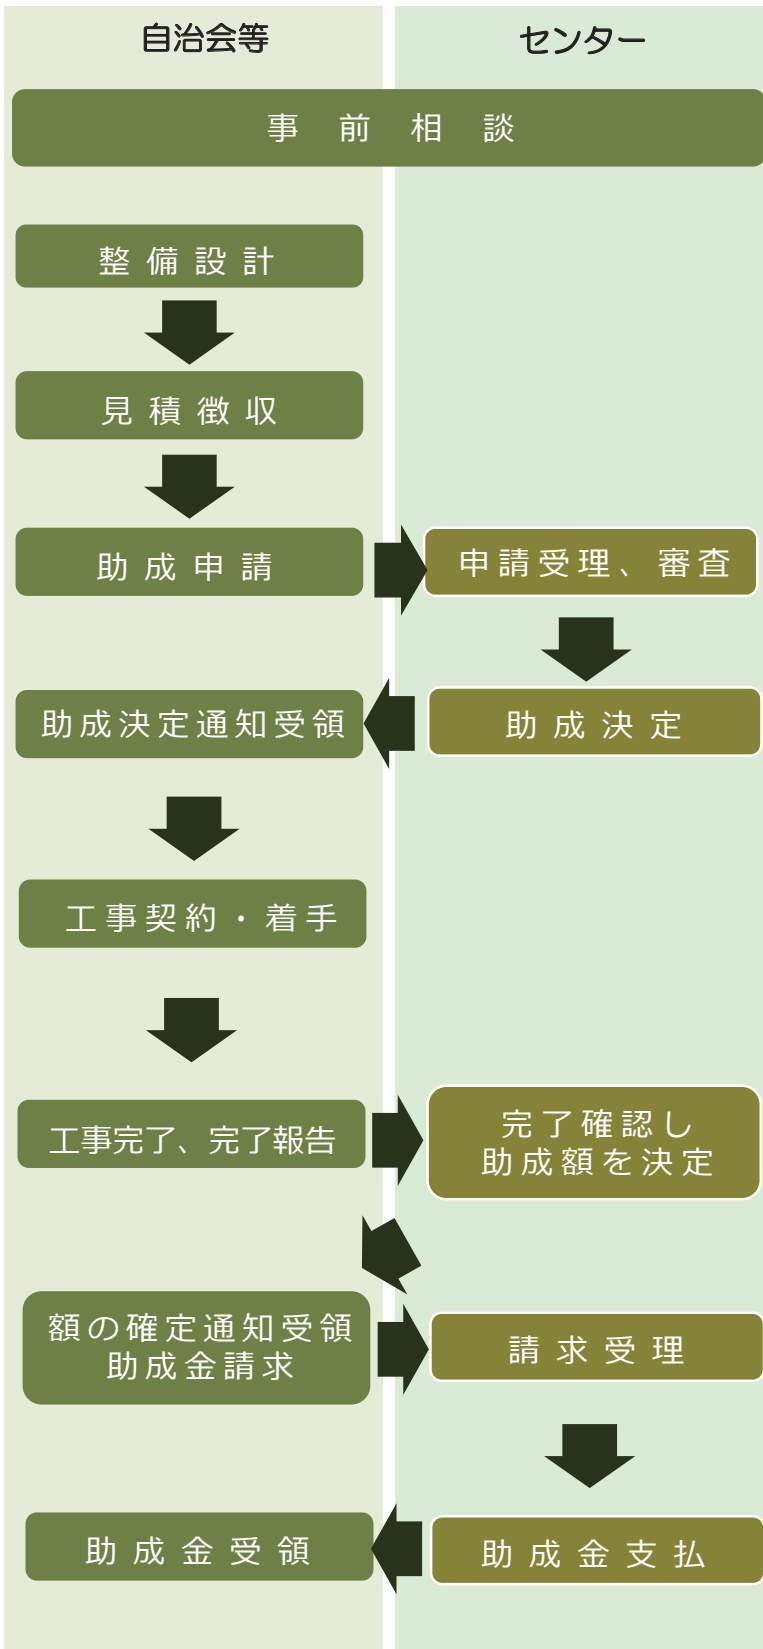 自治会等
センター
事前相談
整備設計
見積徴収
助成申請
申請受理、審査
助成決定
助成決定通知受領
工事契約・着手
工事完了、完了報告
完了確認し
助成額を決定
額の確定通知受領
助成金請求
請求受理
助成金支払
助成金受領